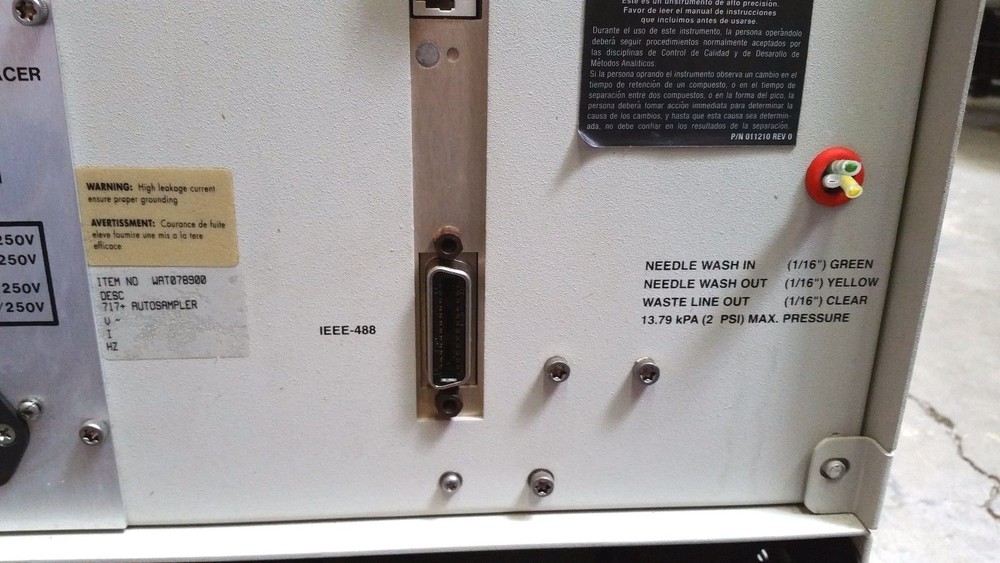 ACER
250V
250V
250V
/250V
WARNING: High leakage current
ensure proper grounding
AVERTISSMENT: Courance de fuite
eleve fournire une mis a la tere
efficace
ITEM NO WAT078900
DESC
717+ AUTOSAMPLER
V ~
I
HZ
IEEE-488
Este es un instrumento de alto precisión.
Favor de leer el manual de instrucciones
que incluimos antes de usarse.
Durante el uso de este instrumento, la persona operándolo
deberá seguir procedimientos normalmente aceptados por
las disciplinas de Control de Calidad y de Desarollo de
Métodos Analíticos.
Si la persona oprando el instrumento observa un cambio en el
tiempo de retención de un compuesto, o en el tiempo de
separación entre dos compuestos, o en la forma del pico, la
persona deberá tomar acción immediata para determinar la
causa de los cambios, y hasta que esta causa sea determin-
ada, no debe confiar en los resultados de la separación.
P/N 011210 REV 0
NEEDLE WASH IN (1/16") GREEN
NEEDLE WASH OUT (1/16") YELLOW
WASTE LINE OUT (1/16") CLEAR
13.79 kPA (2 PSI) MAX. PRESSURE